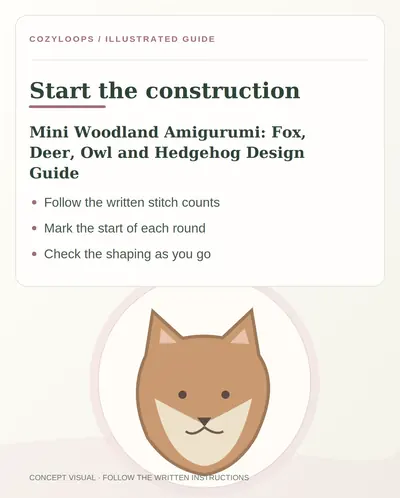 COZYLOOPS / ILLUSTRATED GUIDE
Start the construction
Mini Woodland Amigurumi: Fox,
Deer, Owl and Hedgehog Design
Guide
• Follow the written stitch counts
• Mark the start of each round
• Check the shaping as you go
CONCEPT VISUAL · FOLLOW THE WRITTEN INSTRUCTIONS